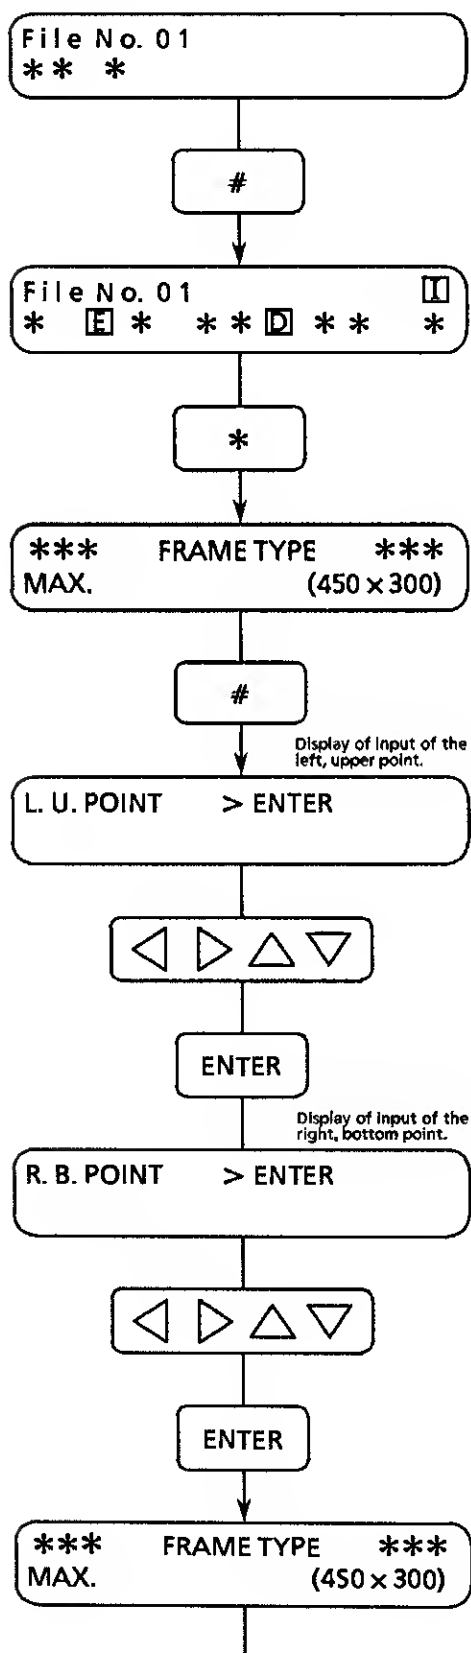 File No. 01
** *
#
File No. 01 I
* E * * * D * * *
*
*** FRAME TYPE ***
MAX. (450 × 300)
#
Display of input of the
left, upper point.
L. U. POINT > ENTER
ENTER
Display of input of the
right, bottom point.
R. B. POINT > ENTER
ENTER
*** FRAME TYPE ***
MAX. (450 × 300)